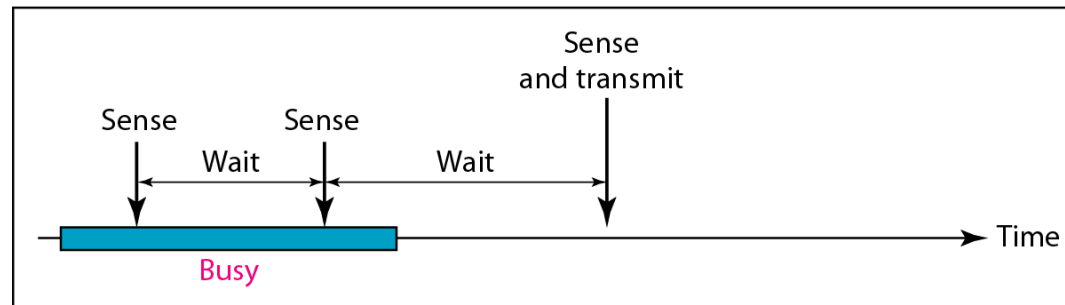 Sense
and transmit
Sense
Sense
Wait
Wait
Time
Busy